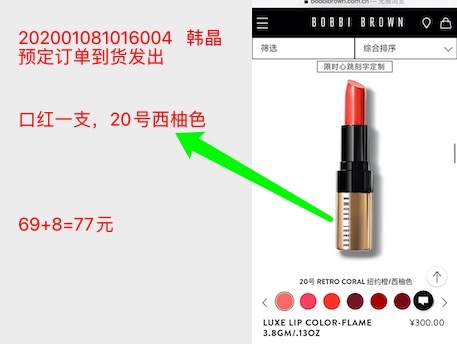 202001081016004 韩晶
预定订单到货发出
口红一支，20号西柚色
69+8=77元
bobbibrown.com.cn
BOBBI BROWN
筛选
综合排序
限时心跳刻字定制
BOBBI BROWN
20号 RETRO CORAL 纽约橙/西柚色
LUXE LIP COLOR-FLAME
¥300.00
3.8GM/.13OZ